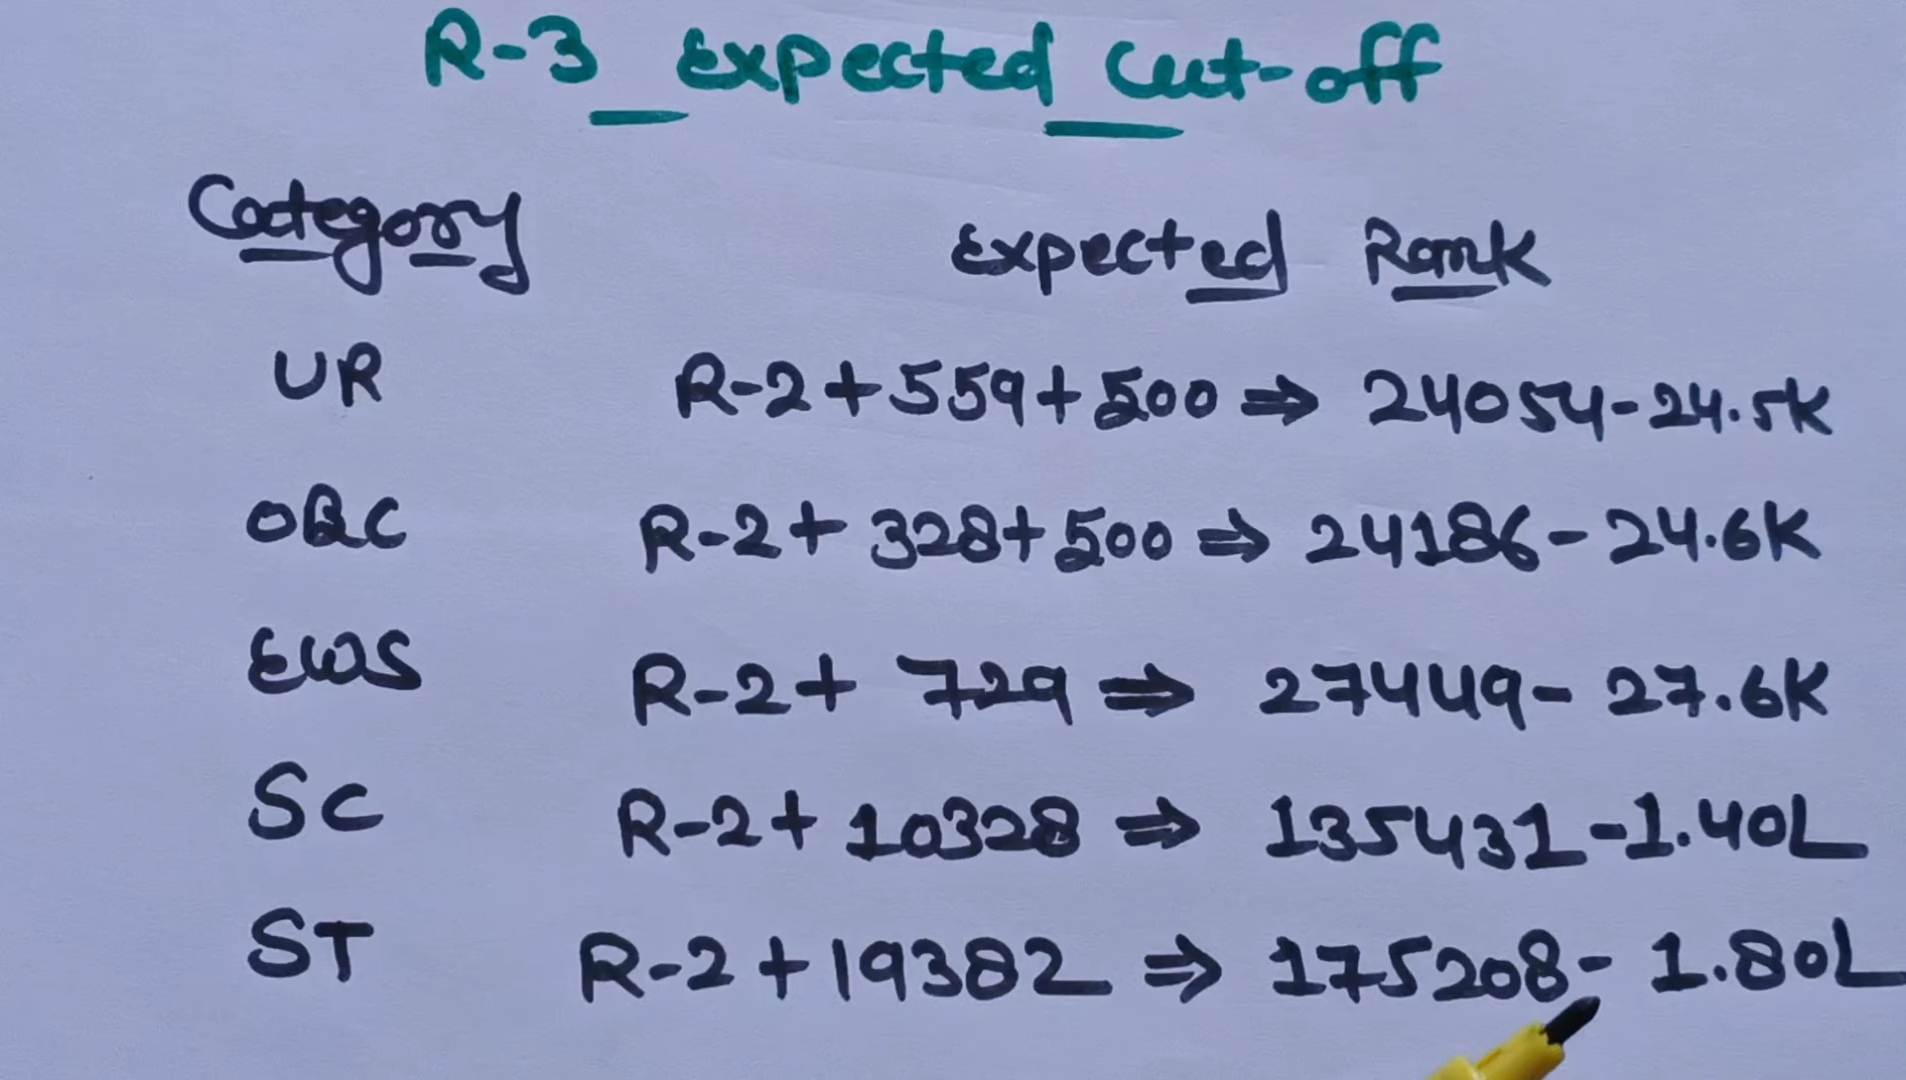 R-3 Expected Cut-off
Category Expected Rank
UR R-2+559+500 ⇒ 24054-24.5K
OBC R-2+328+500 ⇒ 24186-24.6K
EWS R-2+729 ⇒ 27449-27.6K
SC R-2+10328 ⇒ 135431-1.40L
ST R-2+19382 ⇒ 175208-1.80L